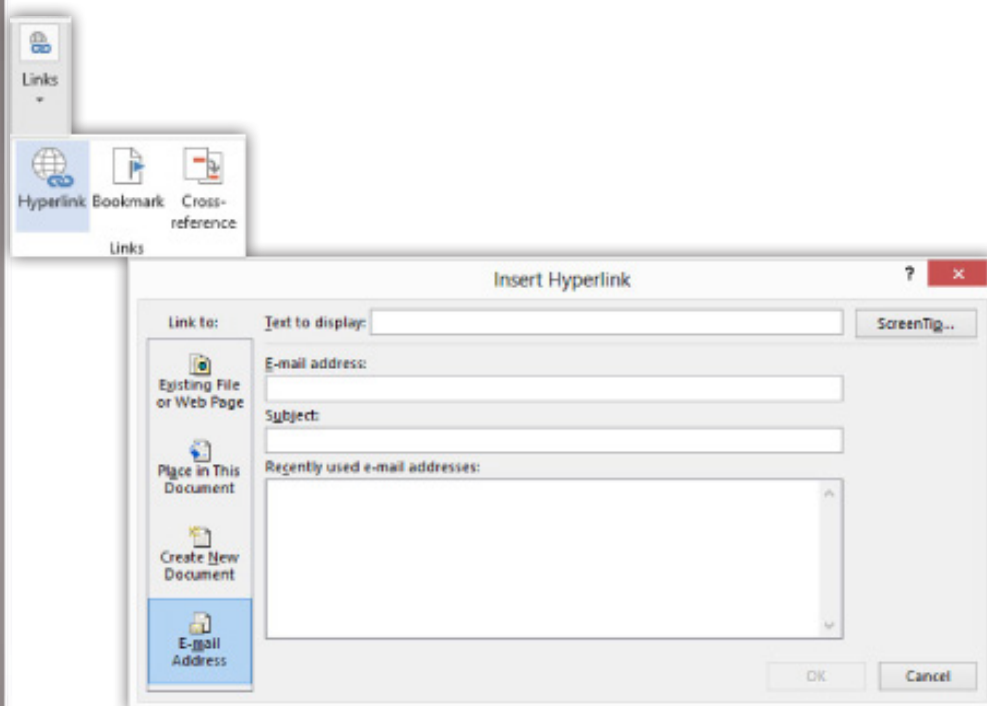 Links
Hyperlink Bookmark Cross-
reference
Links
Insert Hyperlink ? ×
Link to: Text to display: ScreenTip...
Existing File
or Web Page
E-mail address:
Subject:
Place in This
Document
Recently used e-mail addresses:
Create New
Document
E-mail
Address
OK Cancel